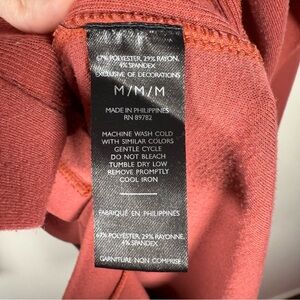 67% POLYESTER, 29% RAYON,
4% SPANDEX
EXCLUSIVE OF DECORATIONS
M/M/M
MADE IN PHILIPPINES
RN 89782
MACHINE WASH COLD
WITH SIMILAR COLORS
GENTLE CYCLE
DO NOT BLEACH
TUMBLE DRY LOW
REMOVE PROMPTLY
COOL IRON
FABRIQUÉ EN PHILIPPINES
67% POLYESTER, 29% RAYONNE,
4% SPANDEX
GARNITURE NON COMPRISE